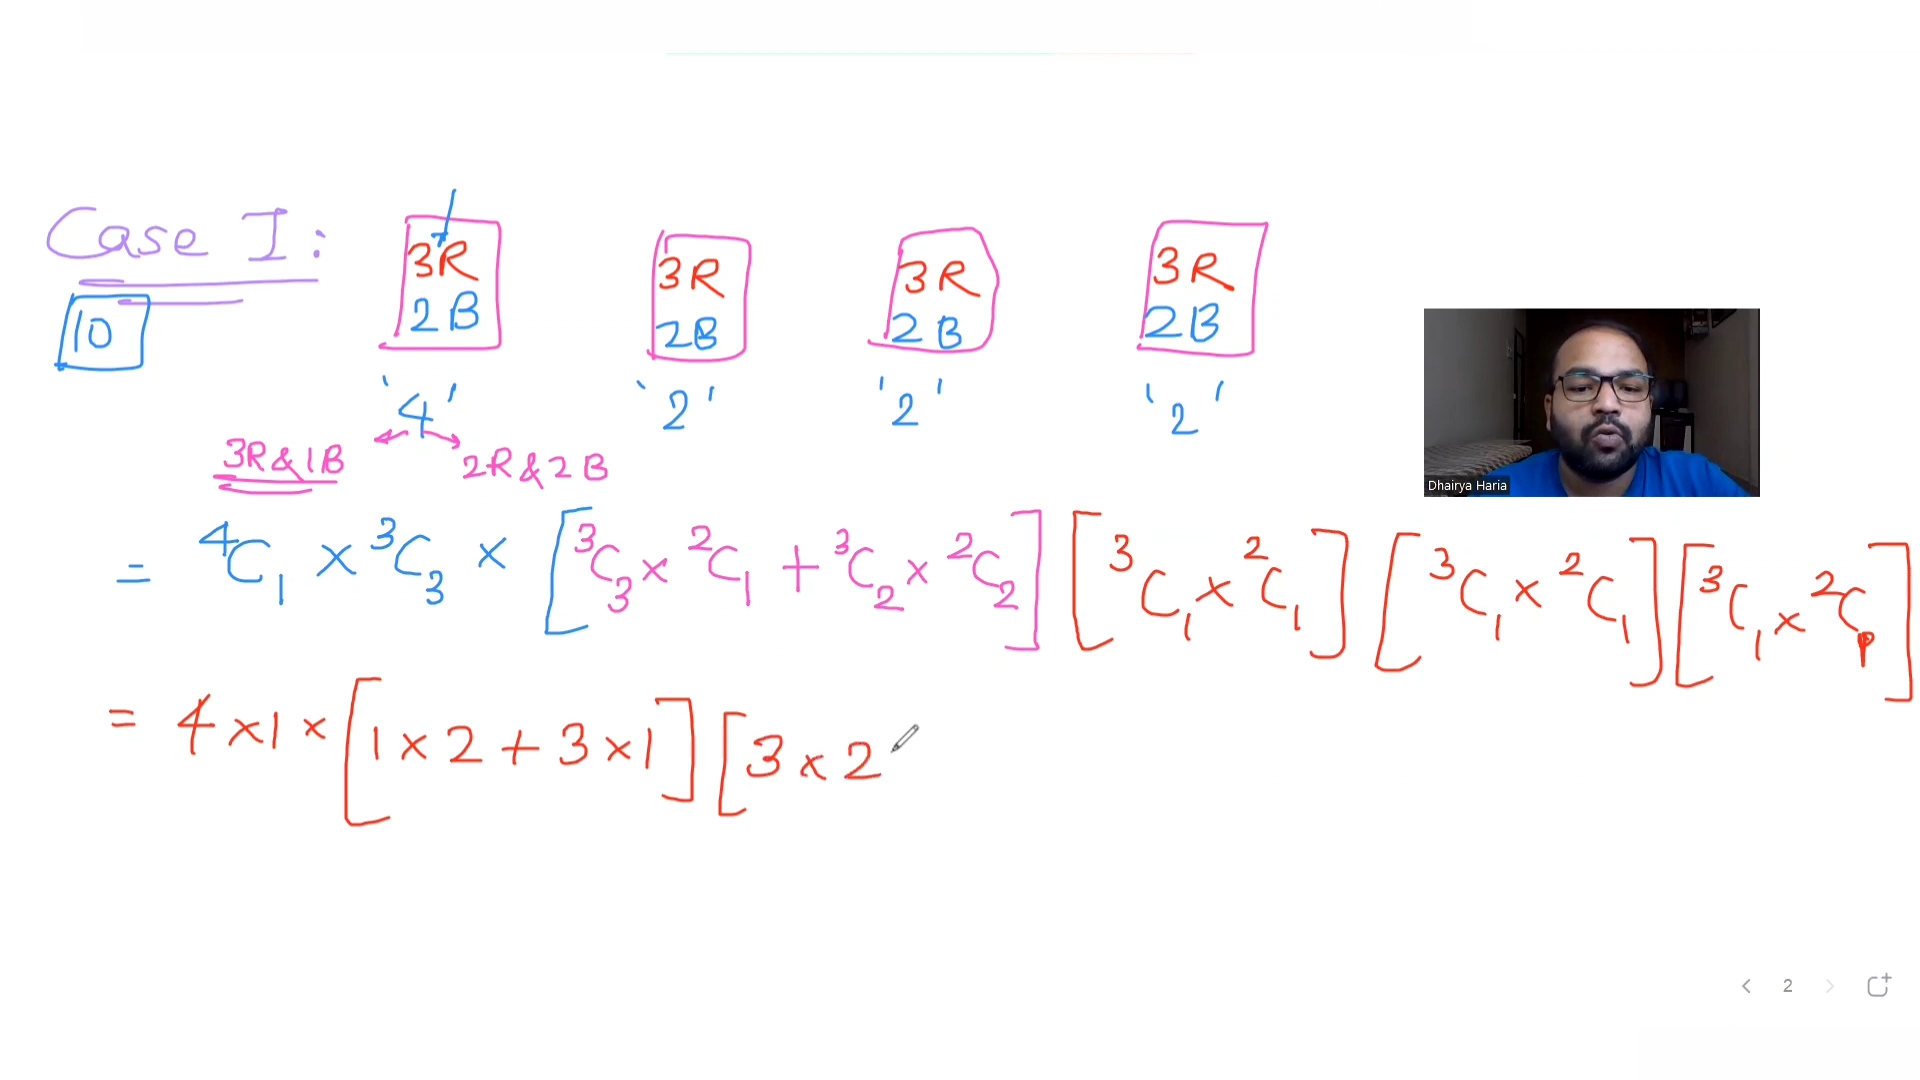 Case I:
10
3R 3R 3R 3R
2B 2B 2B 2B
'4' '2' '2' '2'
3R & 1B 2R & 2B
Dhairya Haria
= ⁴C₁ × ³C₃ × [³C₃ × ²C₁ + ³C₂ × ²C₂] [³C₁ × ²C₁] [³C₁ × ²C₁] [³C₁ × ²C₁]
= 4 × 1 × [1 × 2 + 3 × 1] [3 × 2
2